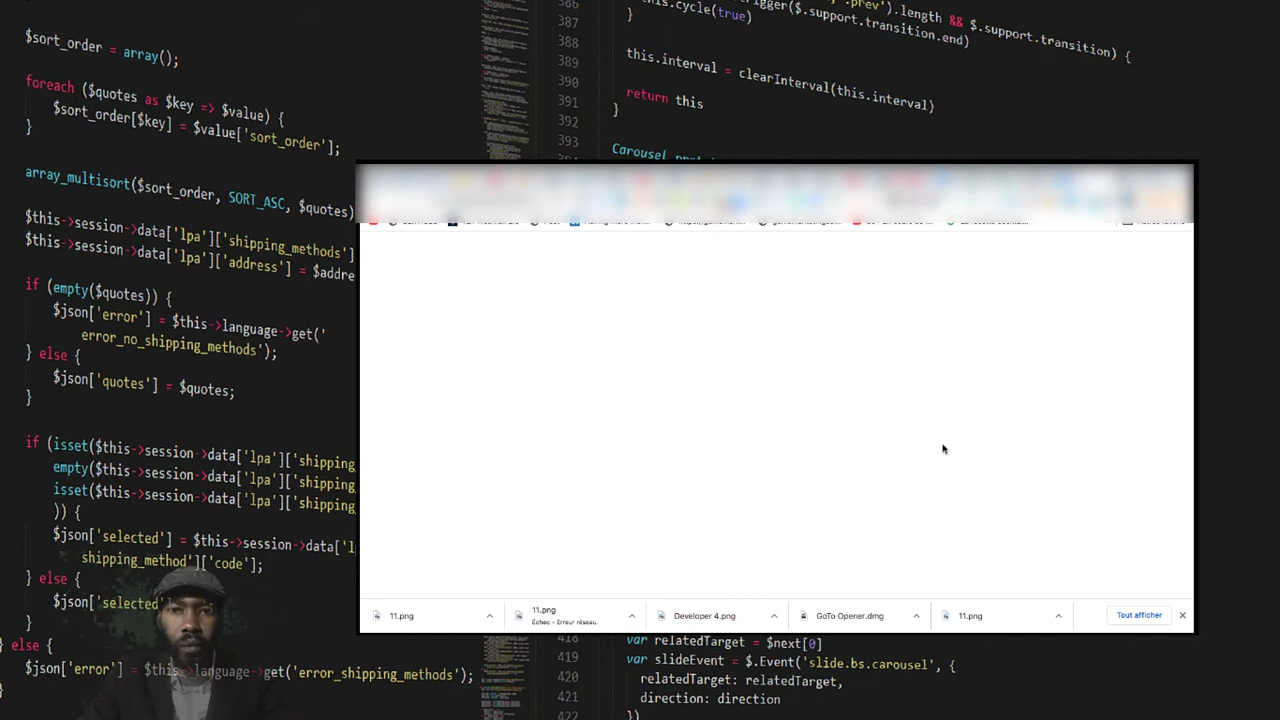 $sort_order = array();
foreach ($quotes as $key => $value) {
$sort_order[$key] = $value['sort_order'];
}
array_multisort($sort_order, SORT_ASC, $quotes)
$this->session->data['lpa']['shipping_methods']
$this->session->data['lpa']['address'] = $addre
if (empty($quotes)) {
$json['error'] = $this->language->get('
error_no_shipping_methods');
} else {
$json['quotes'] = $quotes;
}
if (isset($this->session->data['lpa']['shipping_
empty($this->session->data['lpa']['shipping_
isset($this->session->data['lpa']['shipping_
)) {
$json['selected'] = $this->session->data['l
shipping_method']['code'];
} else {
$json['selected
}
} else {
$json['error'] = $this->language->get('error_shipping_methods');
}
386
387
388
389
390
391
392
393
.length && $.support.transition) {
$.support.transition.end)
this.cycle(true)
}
this.interval = clearInterval(this.interval)
return this
}
11.png
11.png
Échec – Erreur réseau.
Developer 4.png
GoTo Opener.dmg
11.png
Tout afficher
418
419
420
421
422
var relatedTarget = $next[0]
var slideEvent = $.Event('slide.bs.carousel', {
relatedTarget: relatedTarget,
direction: direction
})